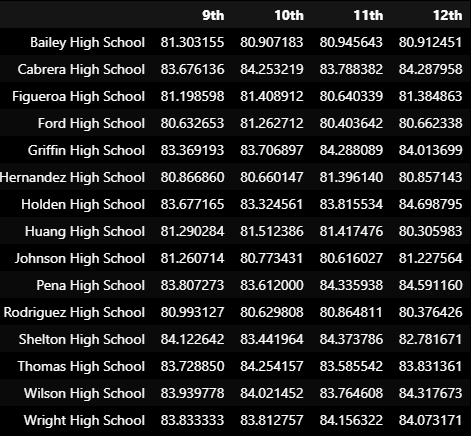 9th 10th 11th 12th
Bailey High School 81.303155 80.907183 80.945643 80.912451
Cabrera High School 83.676136 84.253219 83.788382 84.287958
Figueroa High School 81.198598 81.408912 80.640339 81.384863
Ford High School 80.632653 81.262712 80.403642 80.662338
Griffin High School 83.369193 83.706897 84.288089 84.013699
Hernandez High School 80.866860 80.660147 81.396140 80.857143
Holden High School 83.677165 83.324561 83.815534 84.698795
Huang High School 81.290284 81.512386 81.417476 80.305983
Johnson High School 81.260714 80.773431 80.616027 81.227564
Pena High School 83.807273 83.612000 84.335938 84.591160
Rodriguez High School 80.993127 80.629808 80.864811 80.376426
Shelton High School 84.122642 83.441964 84.373786 82.781671
Thomas High School 83.728850 84.254157 83.585542 83.831361
Wilson High School 83.939778 84.021452 83.764608 84.317673
Wright High School 83.833333 83.812757 84.156322 84.073171